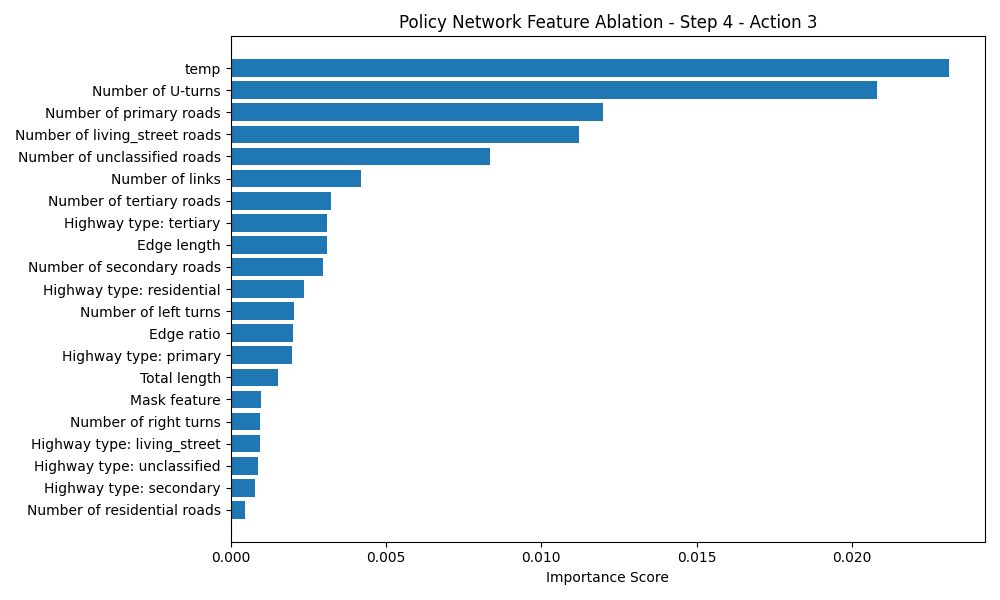 Policy Network Feature Ablation - Step 4 - Action 3
temp
Number of U-turns
Number of primary roads
Number of living_street roads
Number of unclassified roads
Number of links
Number of tertiary roads
Highway type: tertiary
Edge length
Number of secondary roads
Highway type: residential
Number of left turns
Edge ratio
Highway type: primary
Total length
Mask feature
Number of right turns
Highway type: living_street
Highway type: unclassified
Highway type: secondary
Number of residential roads
0.000 0.005 0.010 0.015 0.020
Importance Score